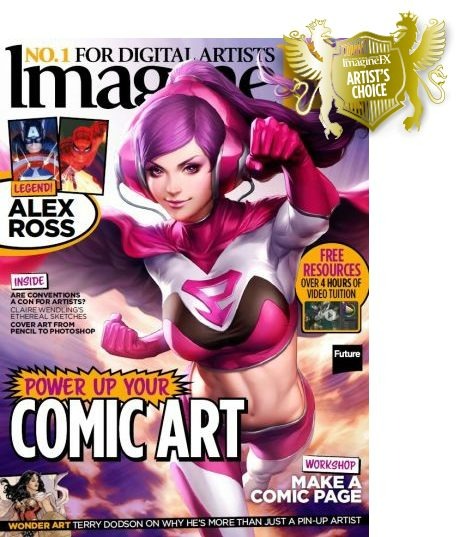 NO.1 FOR DIGITAL ARTISTS
Imagine
ImagineFX
ARTIST'S
CHOICE
LEGEND!
ALEX
ROSS
INSIDE
ARE CONVENTIONS
A CON FOR ARTISTS?
CLAIRE WENDLING'S
ETHEREAL SKETCHES
COVER ART FROM
PENCIL TO PHOTOSHOP
FREE
RESOURCES
OVER 4 HOURS OF
VIDEO TUITION
Future
POWER UP YOUR
COMIC ART
WORKSHOP
MAKE A
COMIC PAGE
WONDER ART TERRY DODSON ON WHY HE'S MORE THAN JUST A PIN-UP ARTIST